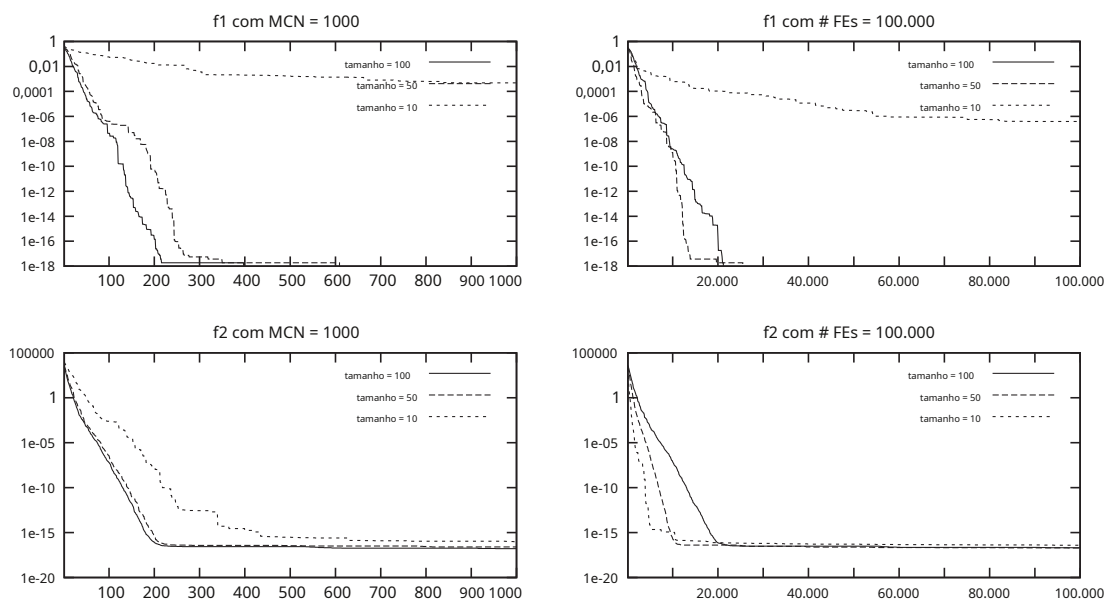 f1 com MCN = 1000
1
0,01
0,0001
1e-06
1e-08
1e-10
1e-12
1e-14
1e-16
1e-18
tamanho = 100
tamanho = 50
tamanho = 10
100 200 300 400 500 600 700 800 900 1000
f1 com # FEs = 100.000
1
0,01
0,0001
1e-06
1e-08
1e-10
1e-12
1e-14
1e-16
1e-18
tamanho = 100
tamanho = 50
tamanho = 10
20.000 40.000 60.000 80.000 100.000
f2 com MCN = 1000
100000
1
1e-05
1e-10
1e-15
1e-20
tamanho = 100
tamanho = 50
tamanho = 10
100 200 300 400 500 600 700 800 900 1000
f2 com # FEs = 100.000
100000
1
1e-05
1e-10
1e-15
1e-20
tamanho = 100
tamanho = 50
tamanho = 10
20.000 40.000 60.000 80.000 100.000